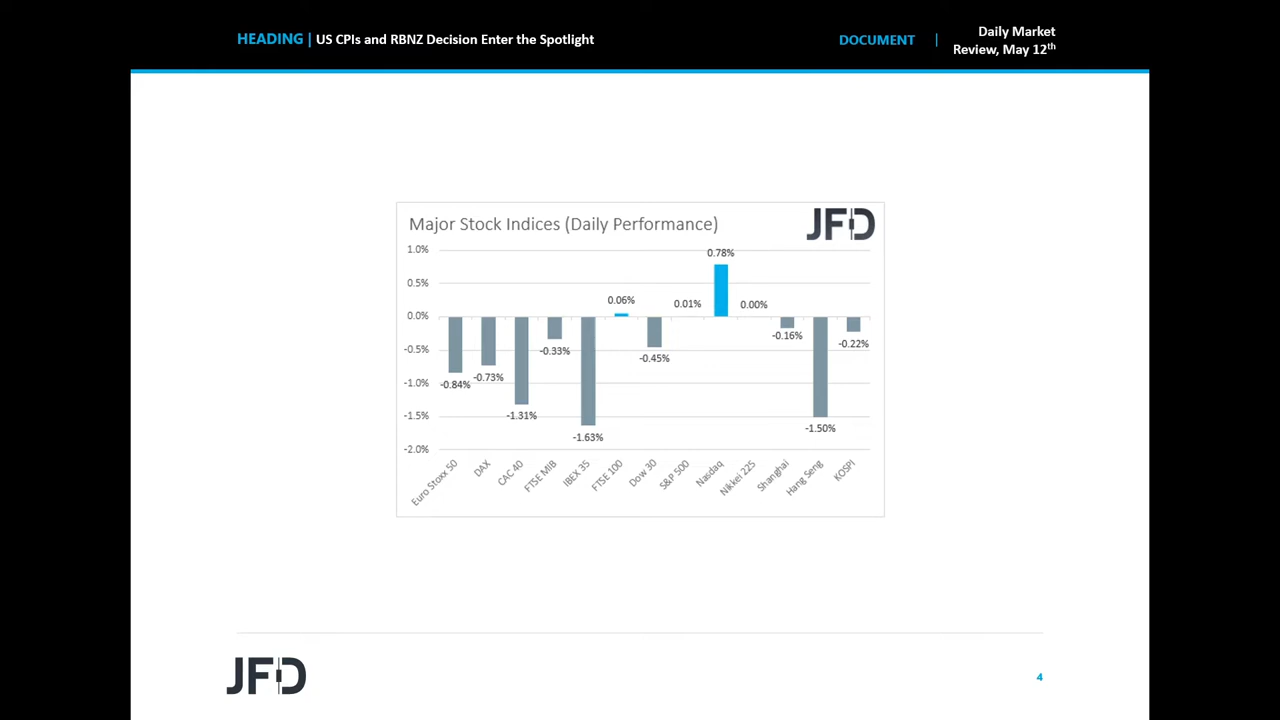 HEADING | US CPIs and RBNZ Decision Enter the Spotlight
DOCUMENT | Daily Market
Review, May 12th
Major Stock Indices (Daily Performance)
JFD
1.0%
0.5%
0.0%
-0.5%
-1.0%
-1.5%
-2.0%
-0.84%
-0.73%
-1.31%
-0.33%
-1.63%
0.06%
-0.45%
0.01%
0.78%
0.00%
-0.16%
-1.50%
-0.22%
Euro Stoxx 50
DAX
CAC 40
FTSE MIB
IBEX 35
FTSE 100
Dow 30
S&P 500
Nasdaq
Nikkei 225
Shanghai
Hang Seng
KOSPI
JFD
4